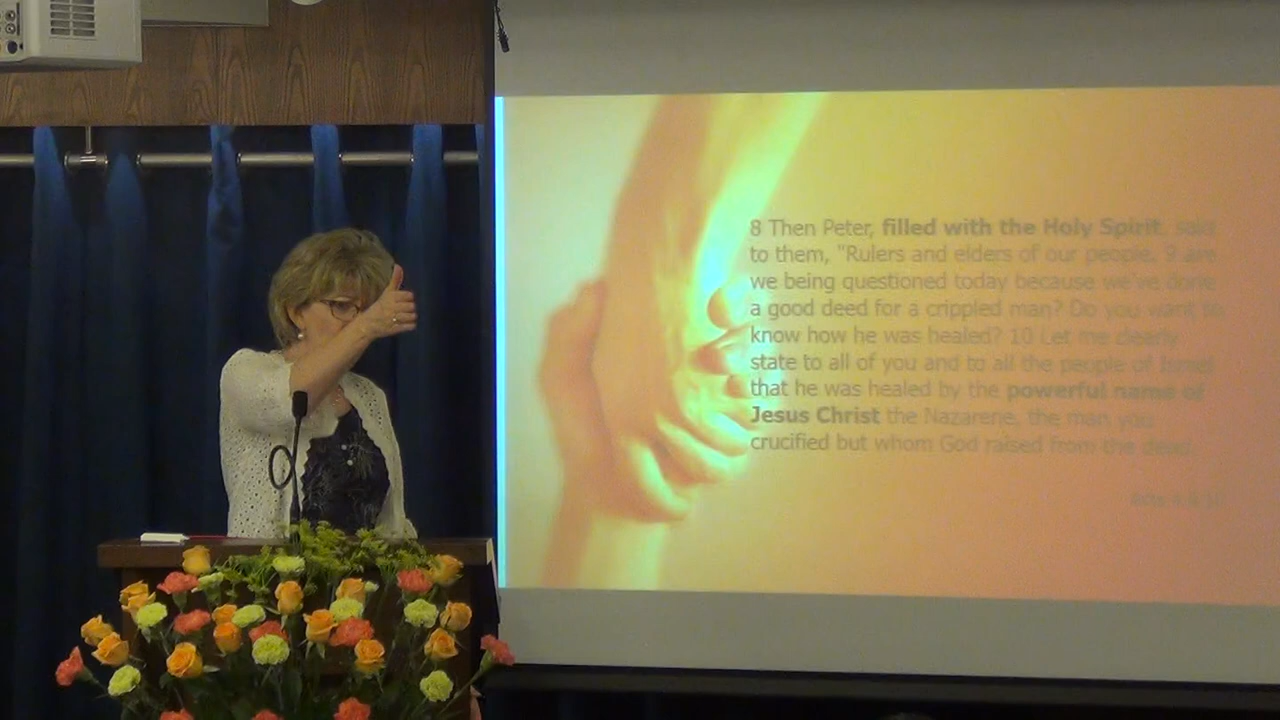 8 Then Peter, filled with the Holy Spirit, said
to them, "Rulers and elders of our people, 9 are
we being questioned today because we've done
a good deed for a crippled man? Do you want to
know how he was healed? 10 Let me clearly
state to all of you and to all the people of Israel
that he was healed by the powerful name of
Jesus Christ the Nazarene, the man you
crucified but whom God raised from the dead.